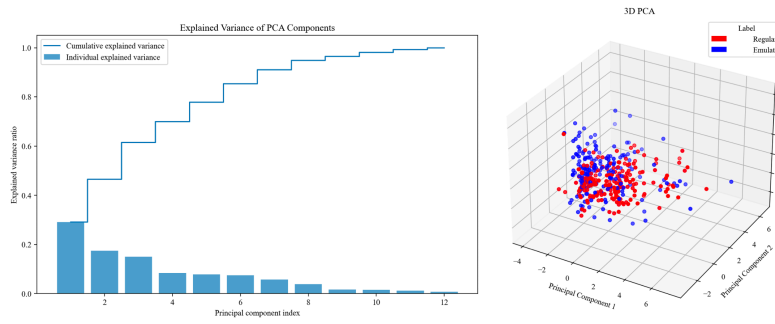 Explained Variance of PCA Components
Cumulative explained variance
Individual explained variance
Explained variance ratio
1.0
0.8
0.6
0.4
0.2
0.0
2
4
6
8
10
12
Principal component index
3D PCA
Label
Regula
Emulat
−4
−2
0
2
4
6
Principal Component 1
−2
0
2
4
6
Principal Component 2